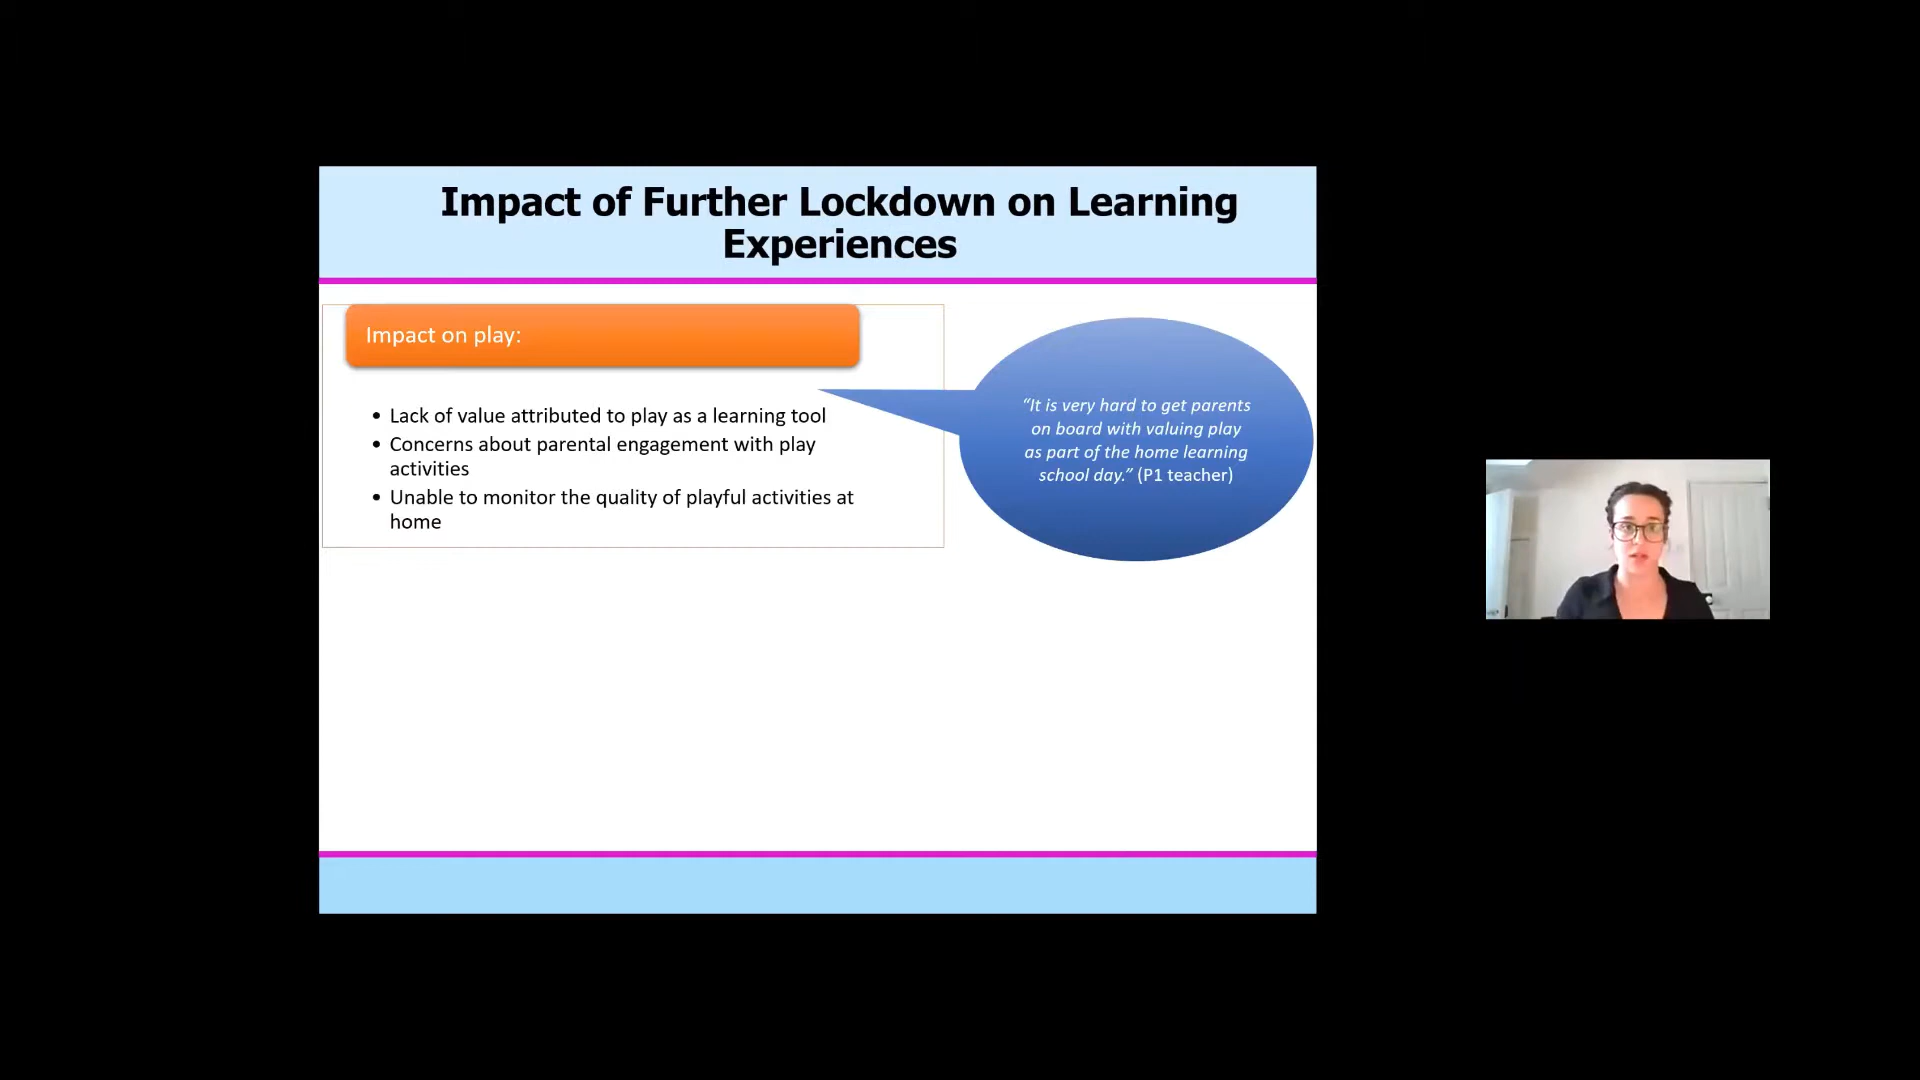 Impact of Further Lockdown on Learning
Experiences
Impact on play:
• Lack of value attributed to play as a learning tool
• Concerns about parental engagement with play
activities
• Unable to monitor the quality of playful activities at
home
“It is very hard to get parents
on board with valuing play
as part of the home learning
school day.” (P1 teacher)